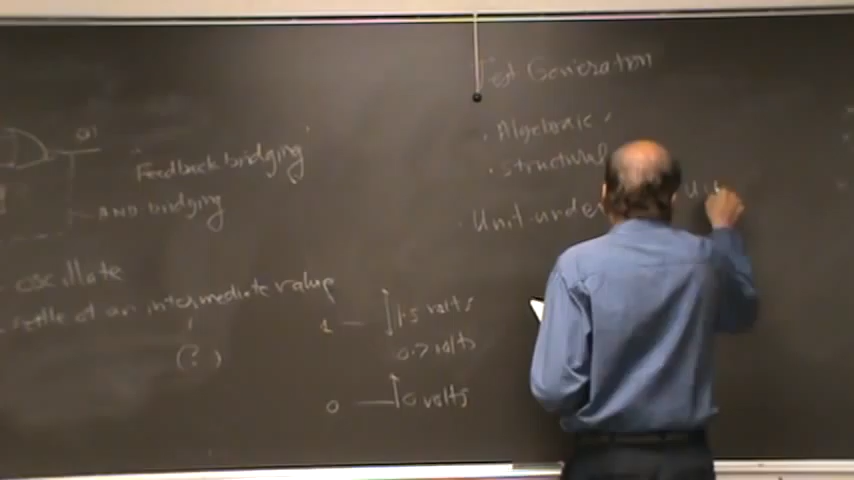 Q1
"Feedback bridging"
AND bridging
- oscillate
- settle at an intermediate value
(?)
1 — 1.5 volts
0.7 volts
0 — 0 volts
Test Generation
. Algebraic
. structural
. Unit-under